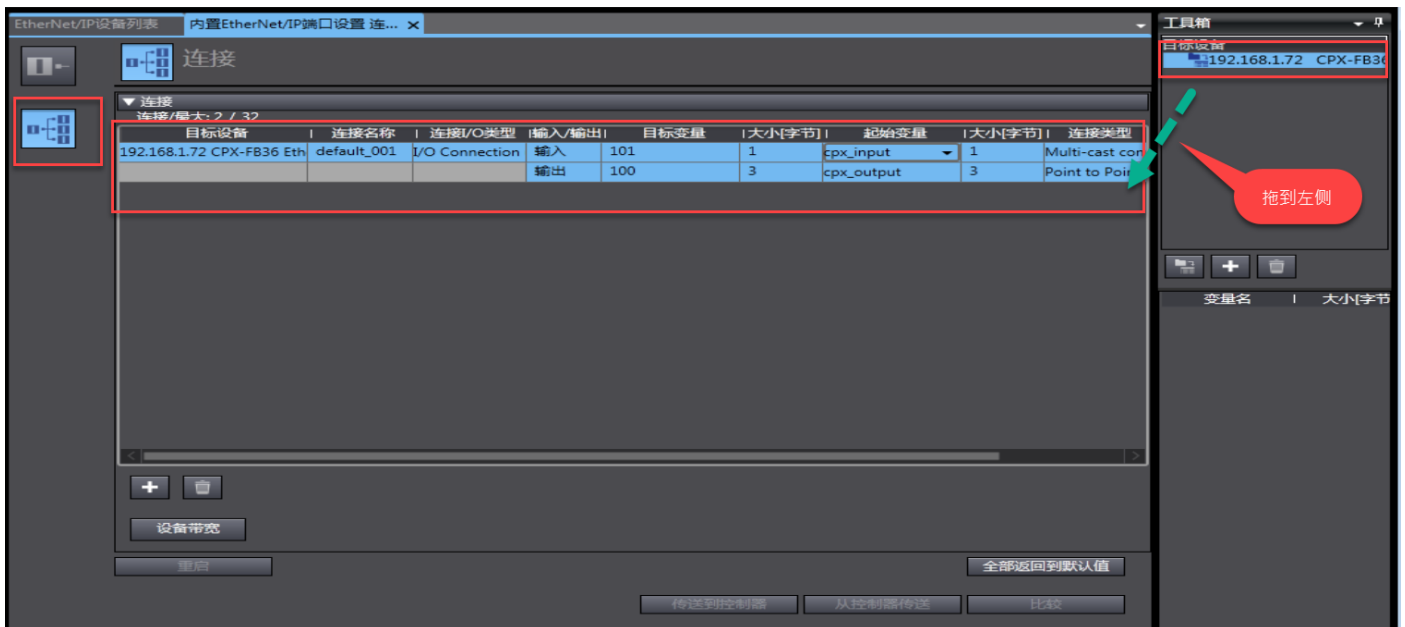 EtherNet/IP设备列表 内置EtherNet/IP端口设置 连... 工具箱
目标设备
192.168.1.72 CPX-FB36
连接
连接
连接/最大: 2 / 32
目标设备 连接名称 连接I/O类型 输入/输出 目标变量 大小[字节] 起始变量 大小[字节] 连接类型
192.168.1.72 CPX-FB36 Eth default_001 I/O Connection 输入 101 1 cpx_input 1 Multi-cast con
输出 100 3 cpx_output 3 Point to Poin
拖到左侧
变量名 大小[字节
设备带宽
重启 全部返回到默认值
传送到控制器 从控制器传送 比较